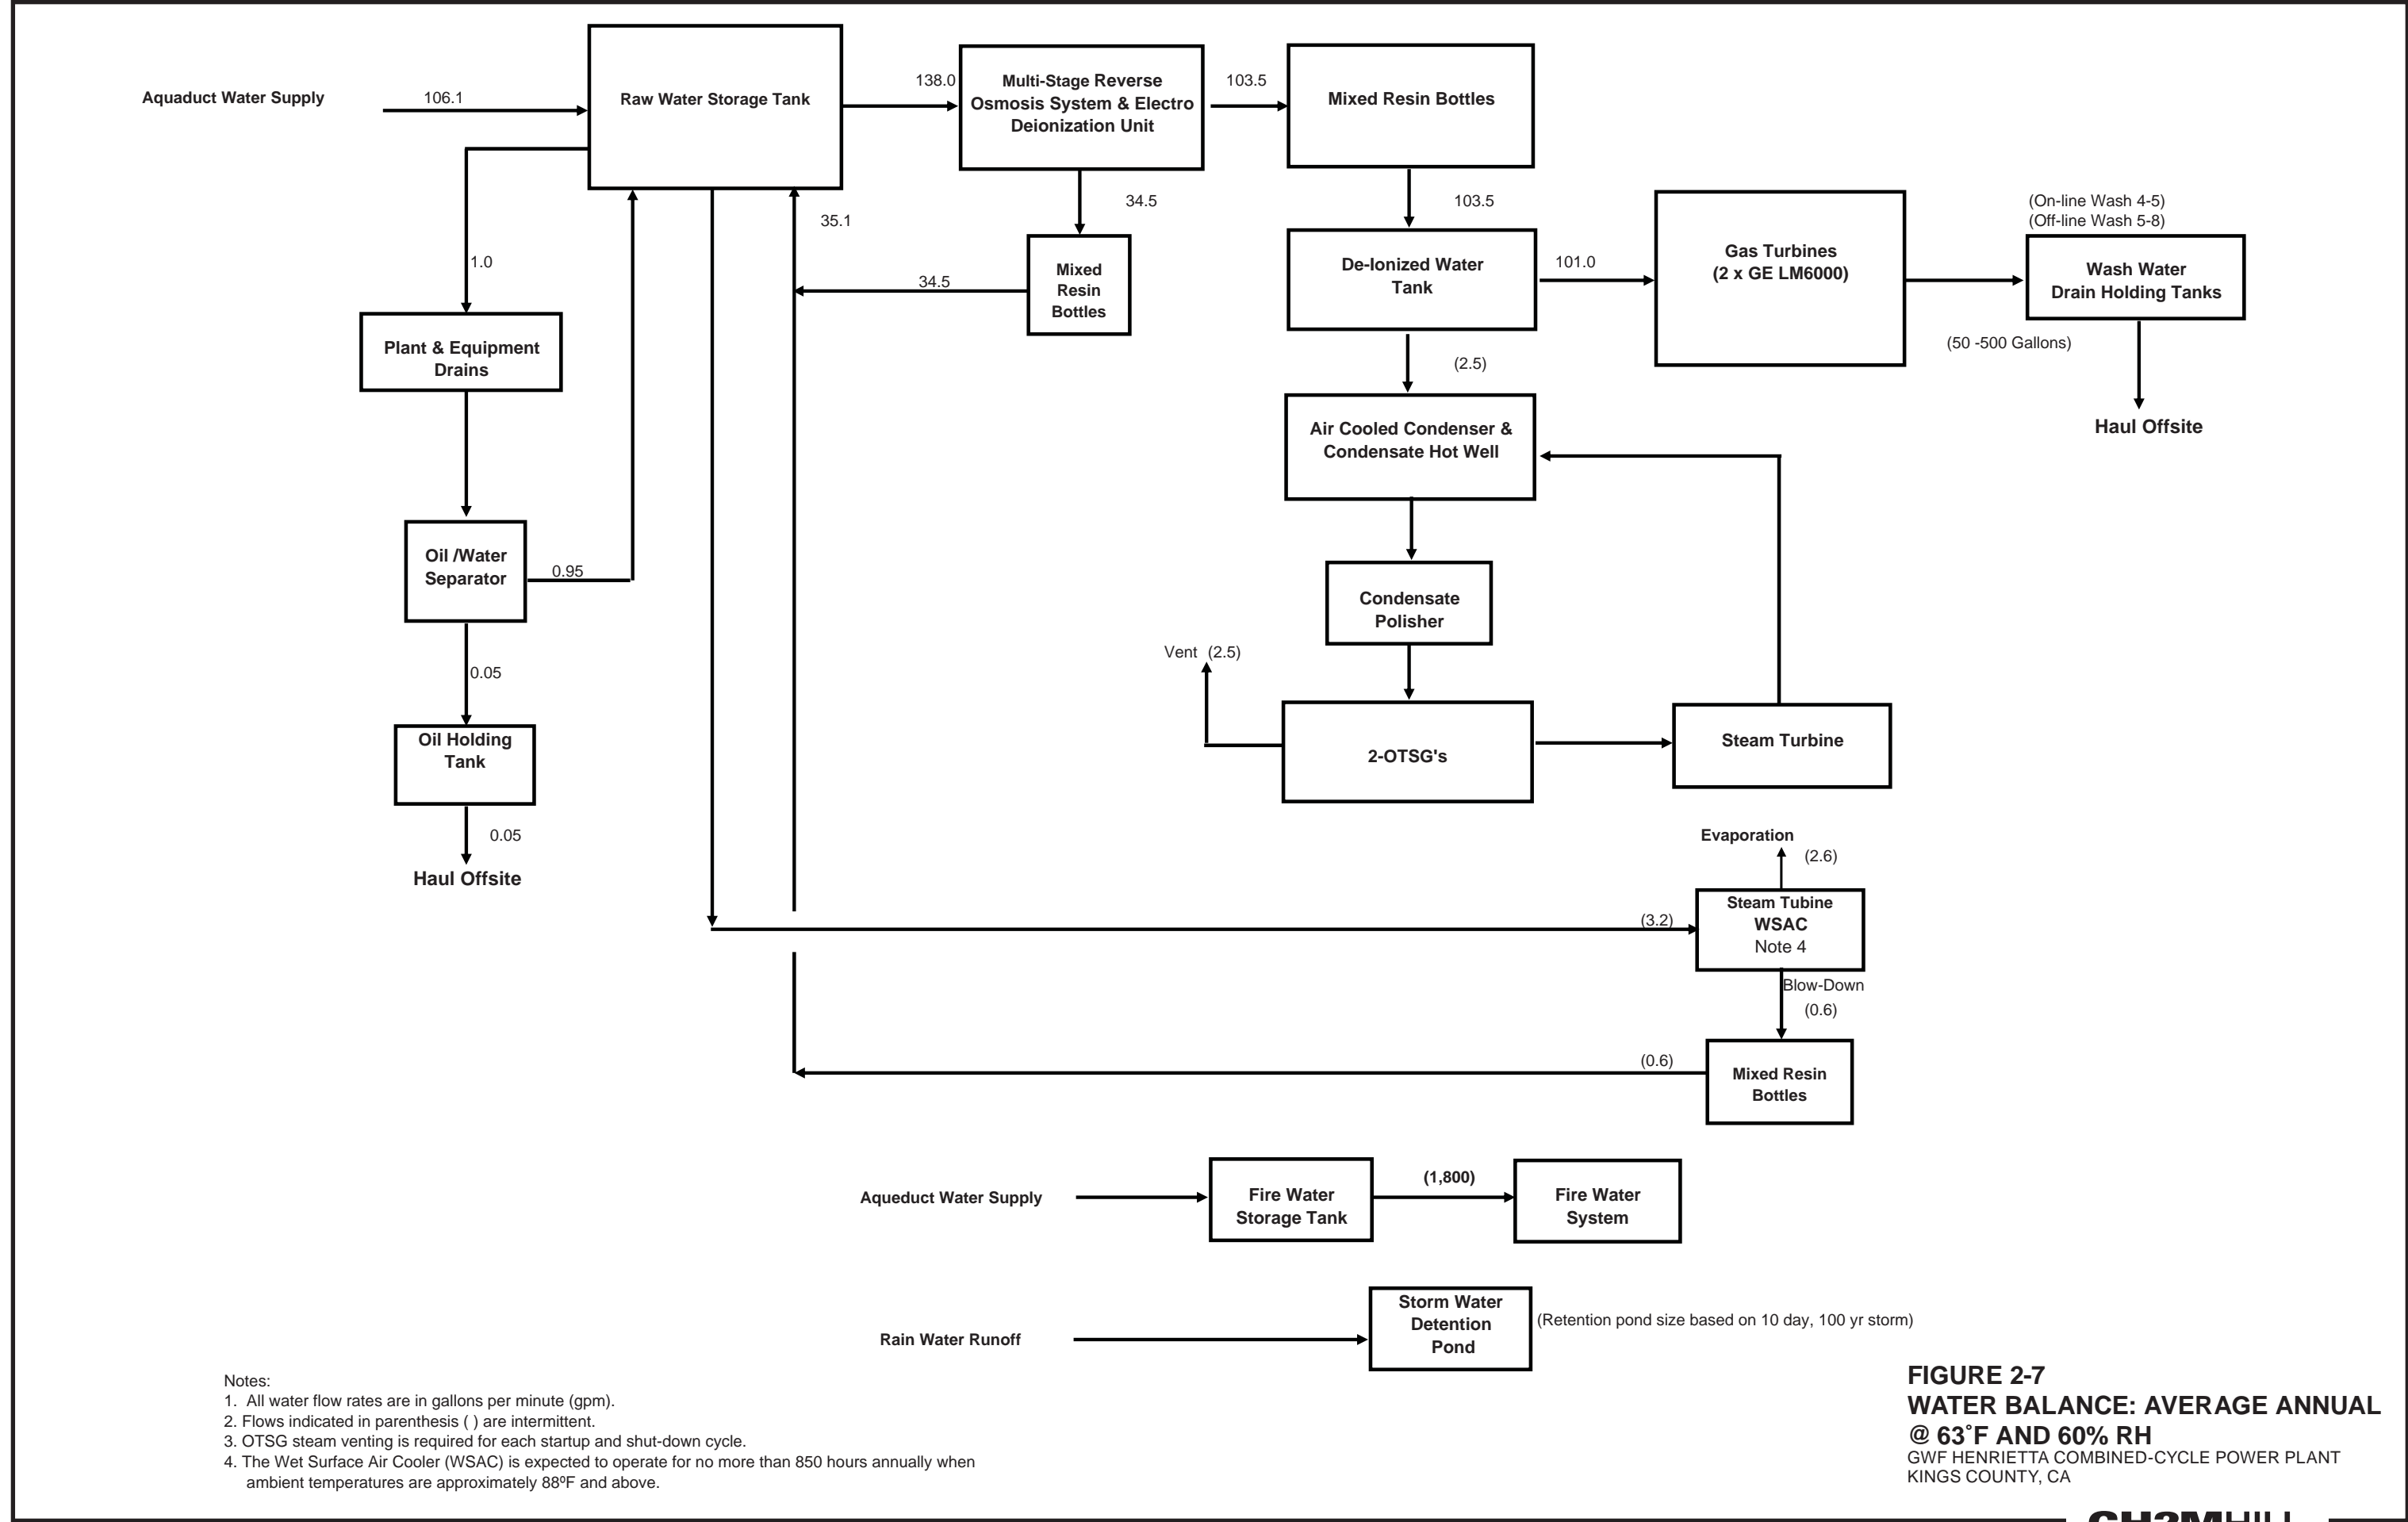 Aquaduct Water Supply
106.1
Raw Water Storage Tank
138.0
Multi-Stage Reverse
Osmosis System & Electro
Deionization Unit
103.5
Mixed Resin Bottles
35.1
34.5
103.5
1.0
34.5
Mixed
Resin
Bottles
De-Ionized Water
Tank
101.0
Gas Turbines
(2 x GE LM6000)
(On-line Wash 4-5)
(Off-line Wash 5-8)
Wash Water
Drain Holding Tanks
(50 -500 Gallons)
Haul Offsite
Plant & Equipment
Drains
(2.5)
Air Cooled Condenser &
Condensate Hot Well
Oil /Water
Separator
0.95
Condensate
Polisher
Vent (2.5)
0.05
Oil Holding
Tank
2-OTSG's
Steam Turbine
0.05
Haul Offsite
Evaporation
(2.6)
(3.2)
Steam Tubine
WSAC
Note 4
Blow-Down
(0.6)
(0.6)
Mixed Resin
Bottles
Aqueduct Water Supply
Fire Water
Storage Tank
(1,800)
Fire Water
System
Rain Water Runoff
Storm Water
Detention
Pond
(Retention pond size based on 10 day, 100 yr storm)
Notes:
1. All water flow rates are in gallons per minute (gpm).
2. Flows indicated in parenthesis ( ) are intermittent.
3. OTSG steam venting is required for each startup and shut-down cycle.
4. The Wet Surface Air Cooler (WSAC) is expected to operate for no more than 850 hours annually when
ambient temperatures are approximately 88ºF and above.
FIGURE 2-7
WATER BALANCE: AVERAGE ANNUAL
@ 63˚F AND 60% RH
GWF HENRIETTA COMBINED-CYCLE POWER PLANT
KINGS COUNTY, CA
CH2MHILL